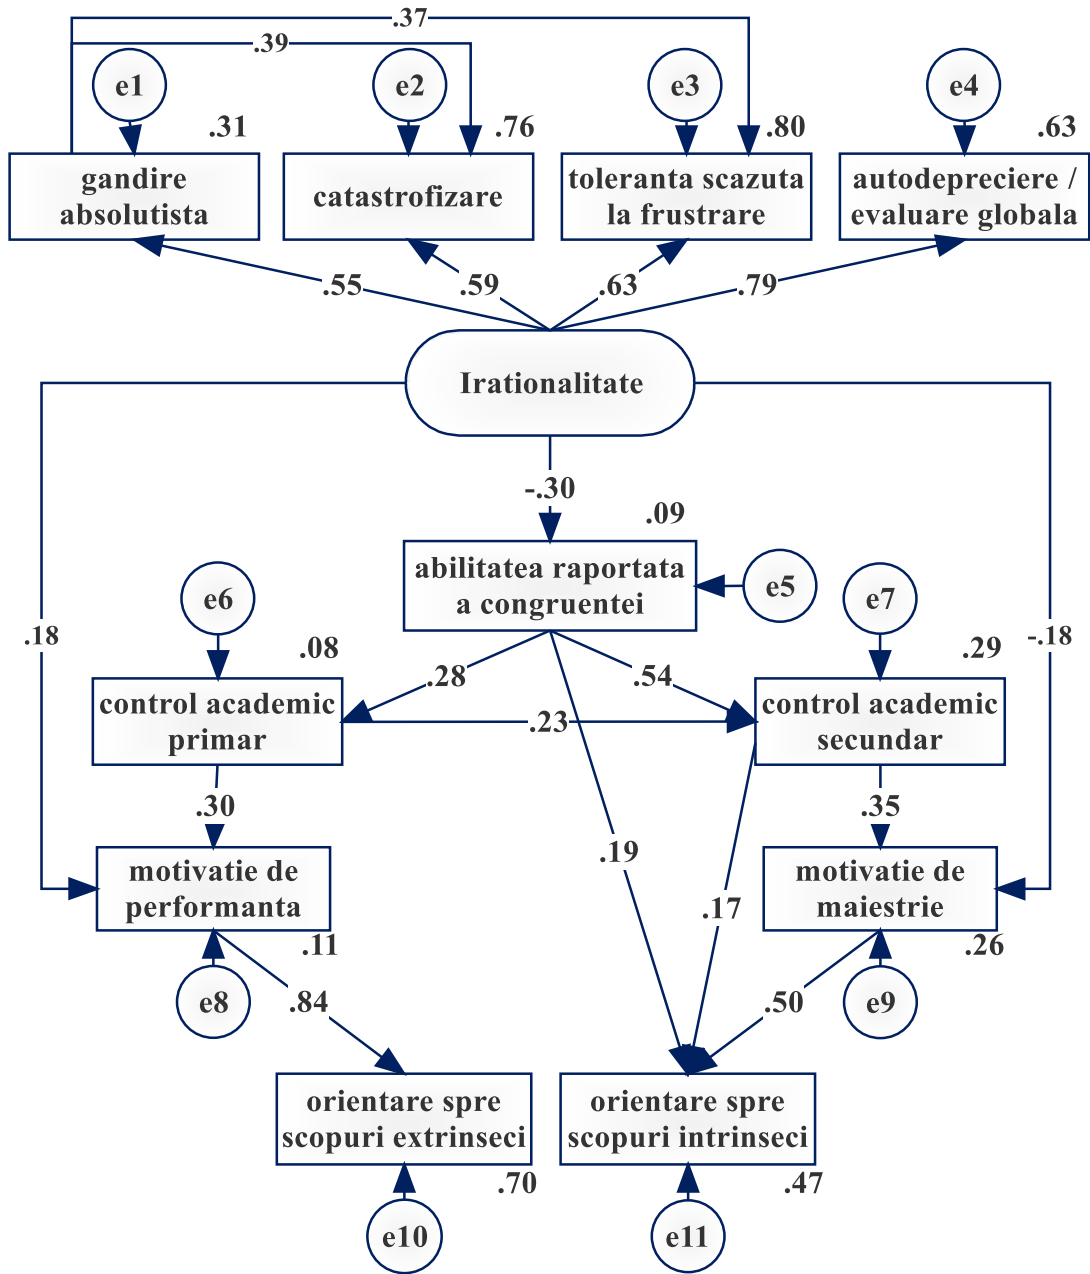 .37
.39
e1
e2
e3
e4
.31
.76
.80
.63
gandire
absolutista
catastrofizare
toleranta scazuta
la frustrare
autodepreciere /
evaluare globala
.55
.59
.63
.79
Irationalitate
-.30
.09
abilitatea raportata
a congruentei
e5
e6
e7
.18
-.18
.08
.29
.28
.54
control academic
primar
.23
control academic
secundar
.30
.35
.19
.17
motivatie de
performanta
motivatie de
maiestrie
.11
.26
e8
.84
.50
e9
orientare spre
scopuri extrinseci
orientare spre
scopuri intrinseci
.70
.47
e10
e11